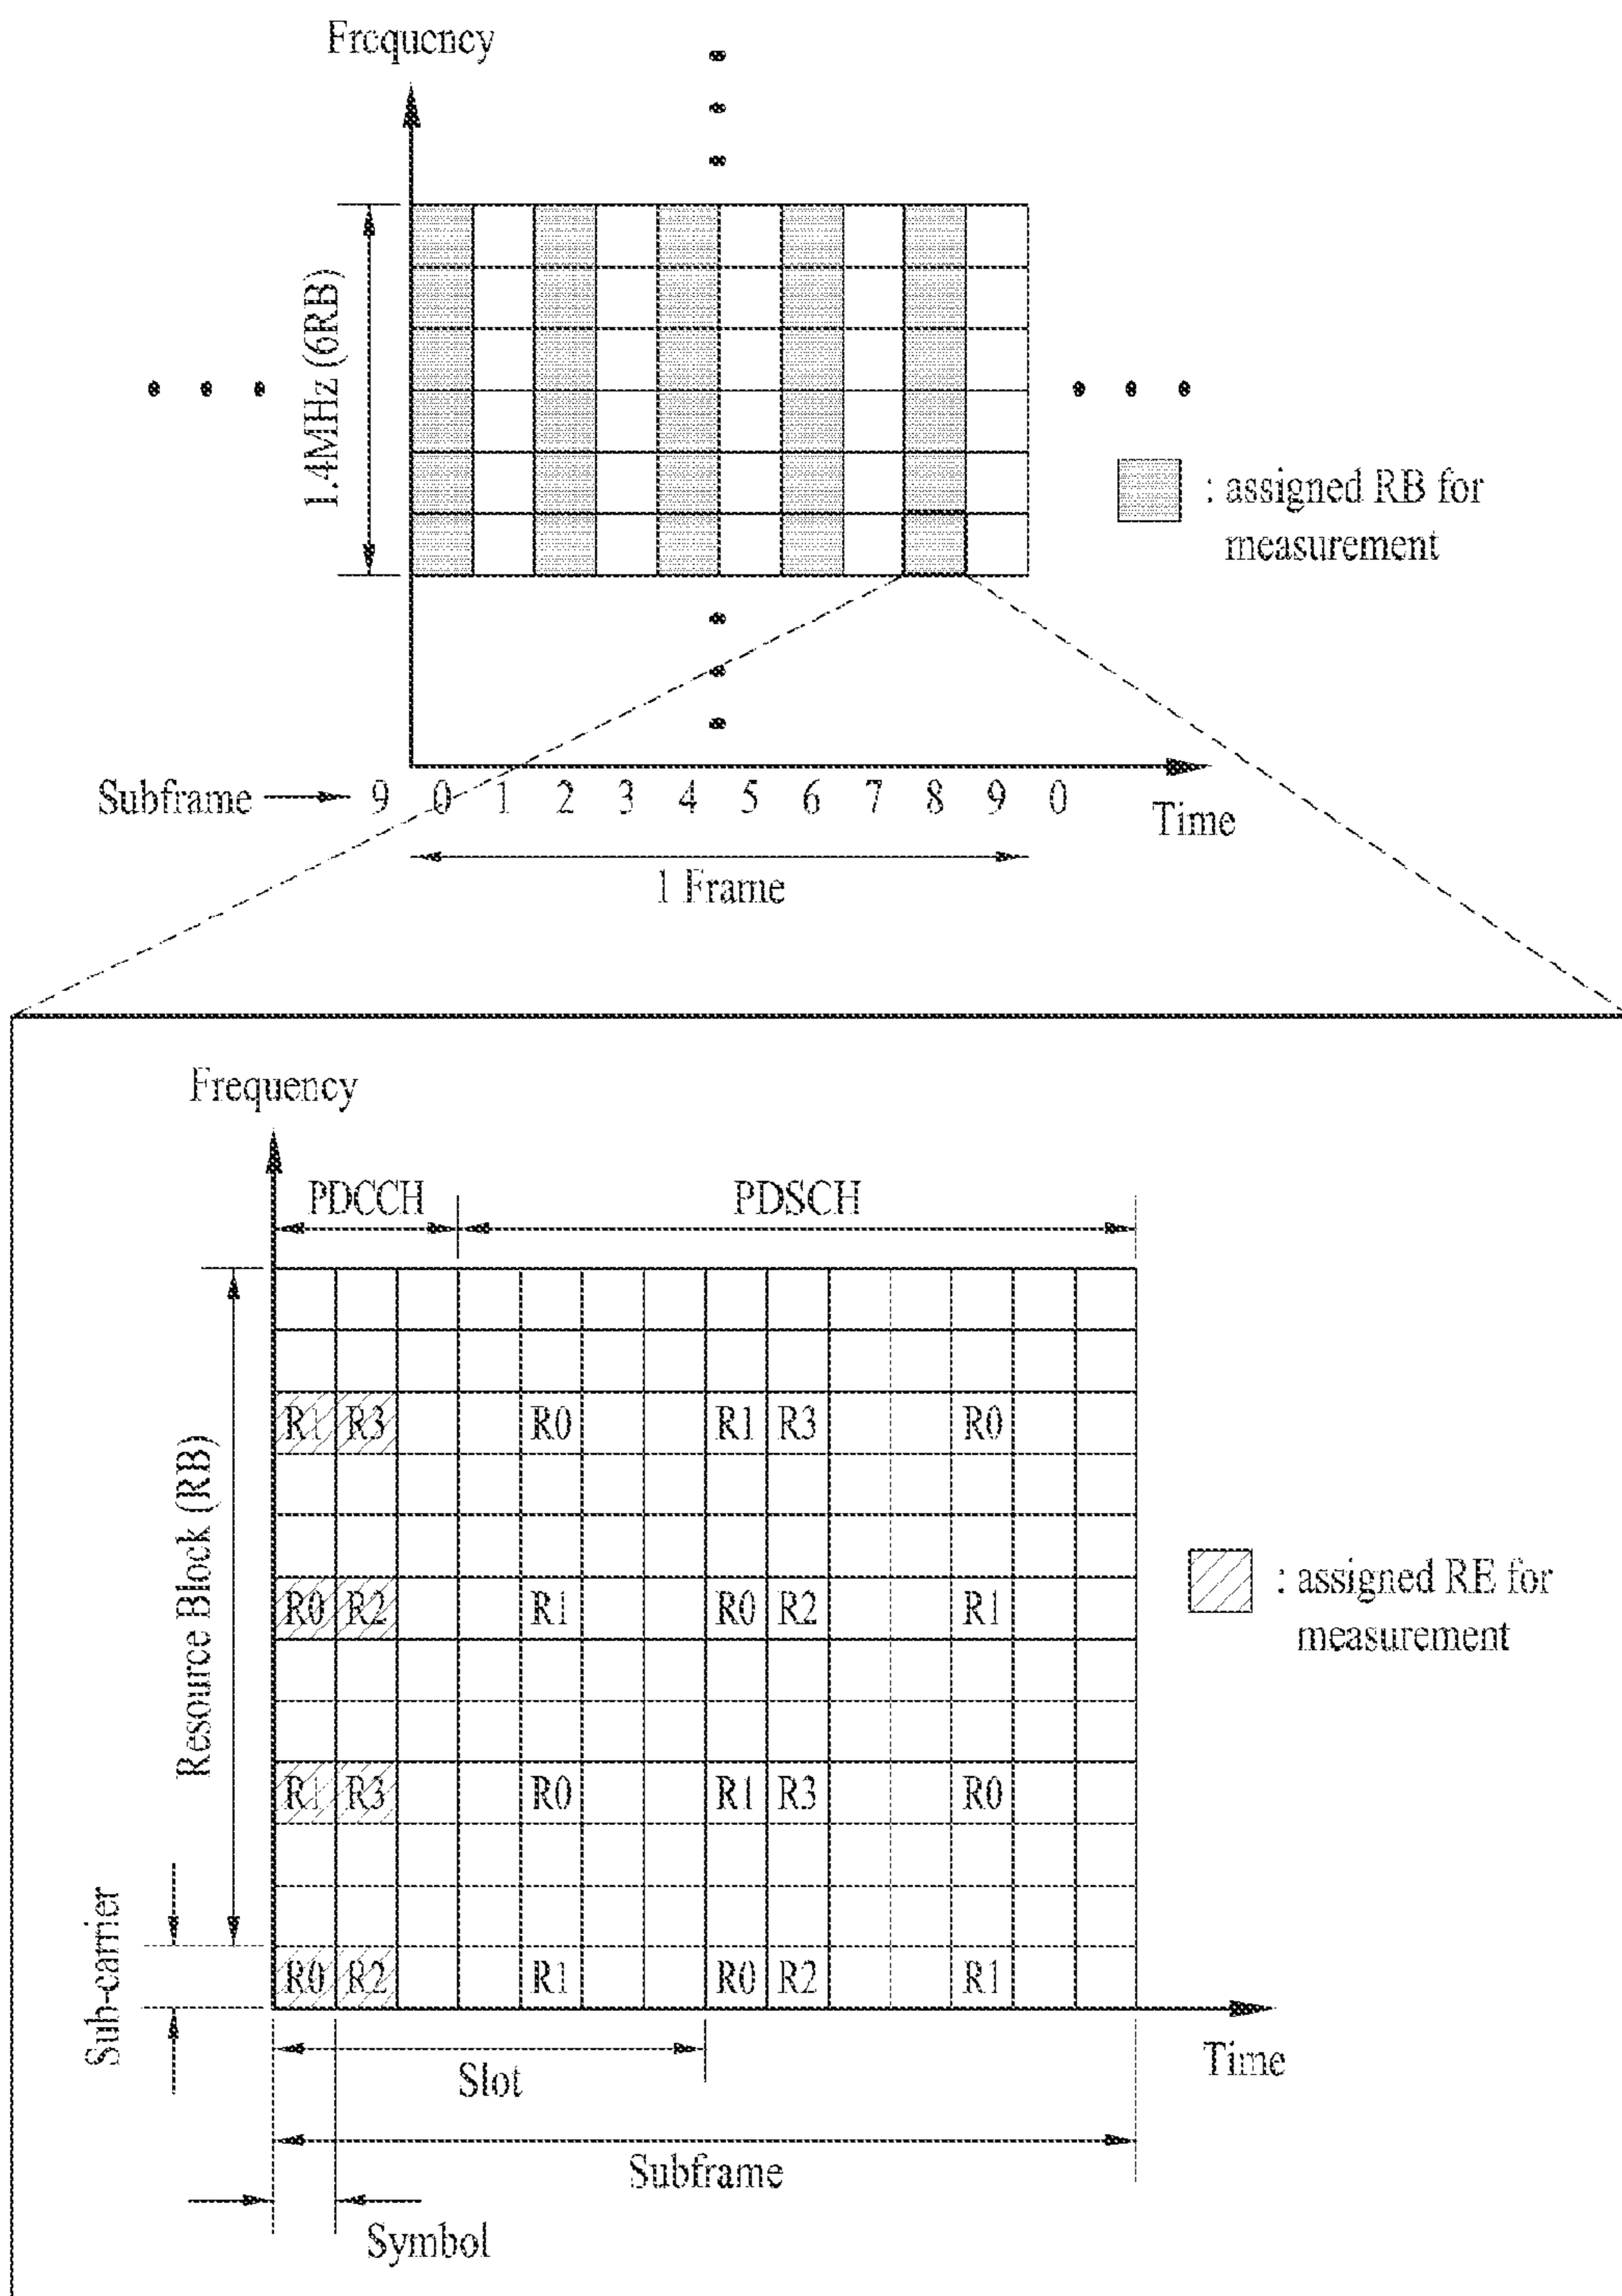 Frequency
1.4MHz (6RB)
: assigned RB for
measurement
Subframe 9 0 1 2 3 4 5 6 7 8 9 0
Time
1 Frame
Frequency
PDCCH PDSCH
R1 R3 R0 R1 R3 R0
Resource Block (RB)
R0 R2 R1 R0 R2 R1
: assigned RE for
measurement
R1 R3 R0 R1 R3 R0
Sub-carrier
R0 R2 R1 R0 R2 R1
Slot
Time
Subframe
Symbol